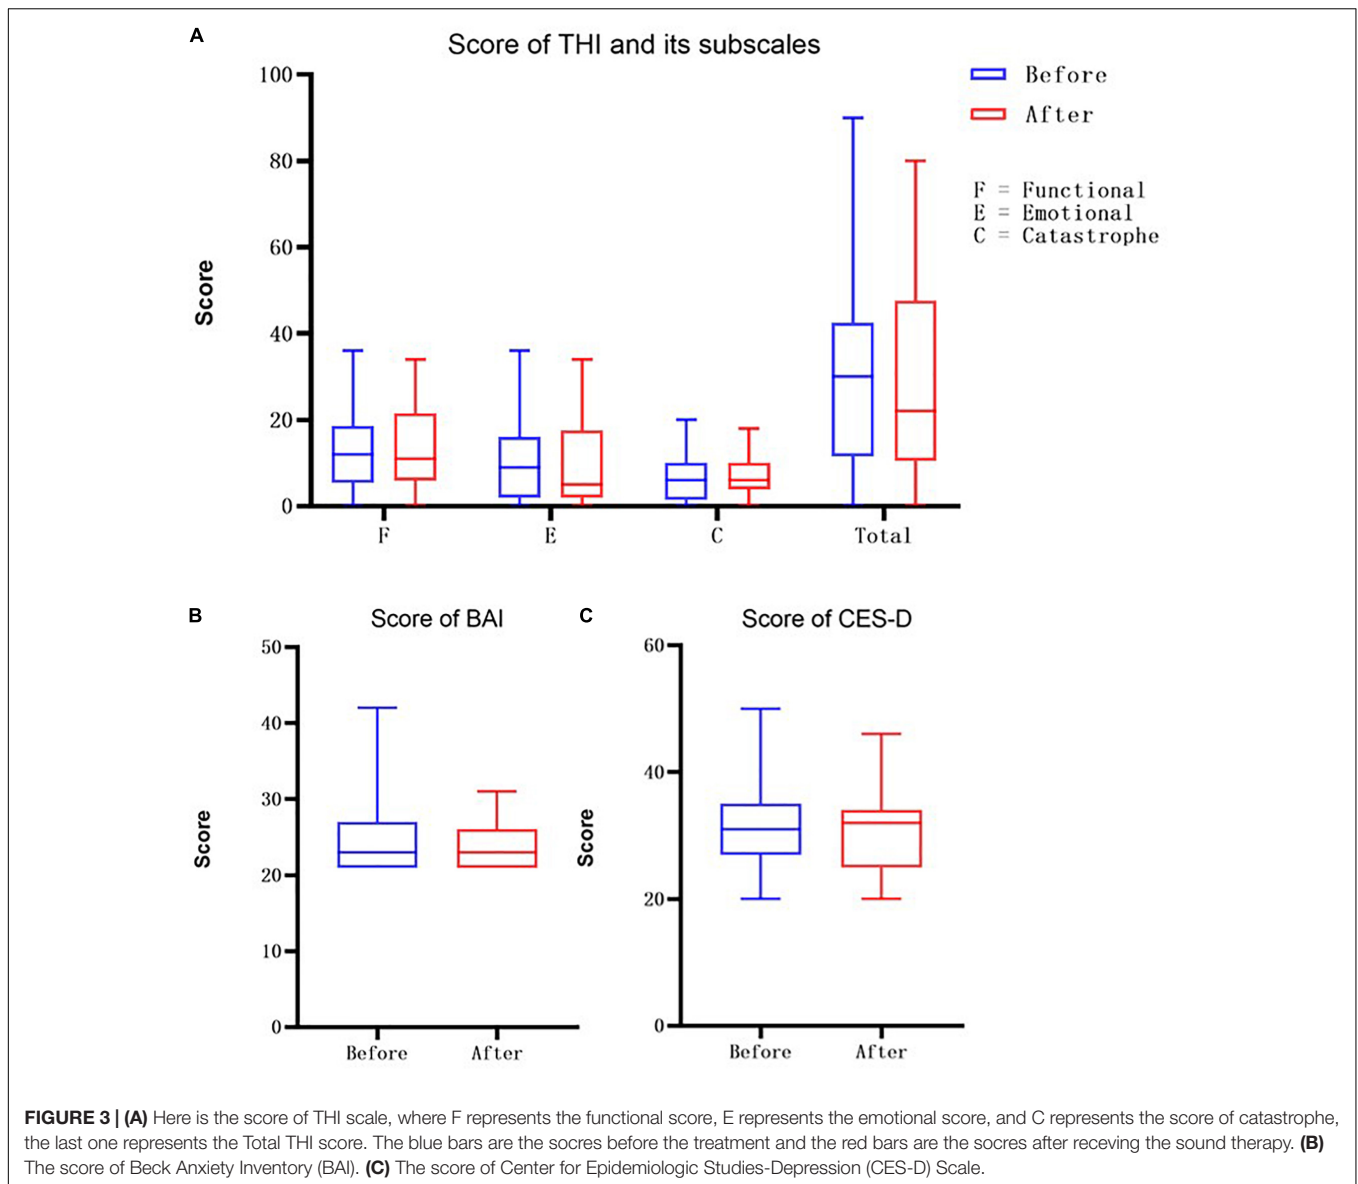 A
Score of THI and its subscales
Before
After
F = Functional
E = Emotional
C = Catastrophe
Score
100
80
60
40
20
0
F E C Total
B
Score of BAI
Score
50
40
30
20
10
0
Before After
C
Score of CES-D
Score
60
40
20
0
Before After
FIGURE 3 | (A) Here is the score of THI scale, where F represents the functional score, E represents the emotional score, and C represents the score of catastrophe,
the last one represents the Total THI score. The blue bars are the socres before the treatment and the red bars are the socres after receving the sound therapy. (B)
The score of Beck Anxiety Inventory (BAI). (C) The score of Center for Epidemiologic Studies-Depression (CES-D) Scale.